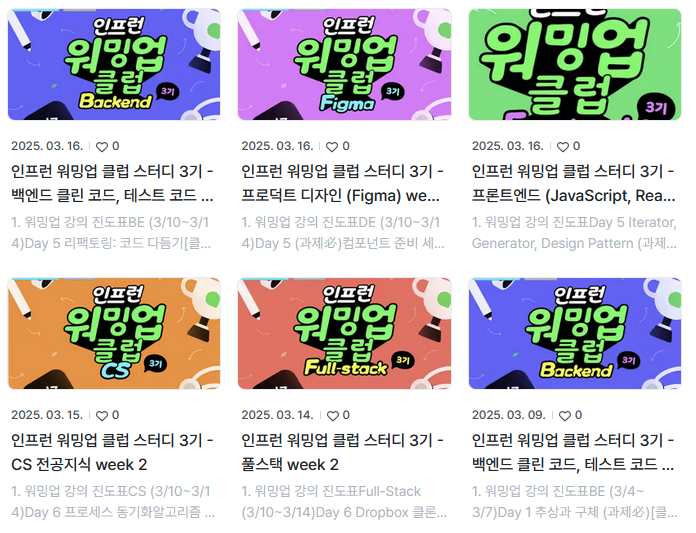 인프런
워밍업
클럽
3기
Backend
2025. 03. 16.
0
인프런 워밍업 클럽 스터디 3기 -
백엔드 클린 코드, 테스트 코드 ...
1. 워밍업 강의 진도표BE (3/10~3/1
4)Day 5 리팩토링: 코드 다듬기[클...
인프런
워밍업
클럽
3기
Figma
2025. 03. 16.
0
인프런 워밍업 클럽 스터디 3기 -
프로덕트 디자인 (Figma) we...
1. 워밍업 강의 진도표DE (3/10~3/1
4)Day 5 (과제必)컴포넌트 준비 세...
워밍업
클럽
3기
2025. 03. 16.
0
인프런 워밍업 클럽 스터디 3기 -
프론트엔드 (JavaScript, Rea...
1. 워밍업 강의 진도표Day 5 Iterator,
Generator, Design Pattern (과제...
인프런
워밍업
클럽
CS
3기
2025. 03. 15.
0
인프런 워밍업 클럽 스터디 3기 -
CS 전공지식 week 2
1. 워밍업 강의 진도표CS (3/10~3/1
4)Day 6 프로세스 동기화알고리즘 ...
인프런
워밍업
클럽
3기
Full-stack
2025. 03. 14.
0
인프런 워밍업 클럽 스터디 3기 -
풀스택 week 2
1. 워밍업 강의 진도표Full-Stack
(3/10~3/14)Day 6 Dropbox 클론...
인프런
워밍업
클럽
3기
Backend
2025. 03. 09.
0
인프런 워밍업 클럽 스터디 3기 -
백엔드 클린 코드, 테스트 코드 ...
1. 워밍업 강의 진도표BE (3/4~
3/7)Day 1 추상과 구체 (과제必)[클...